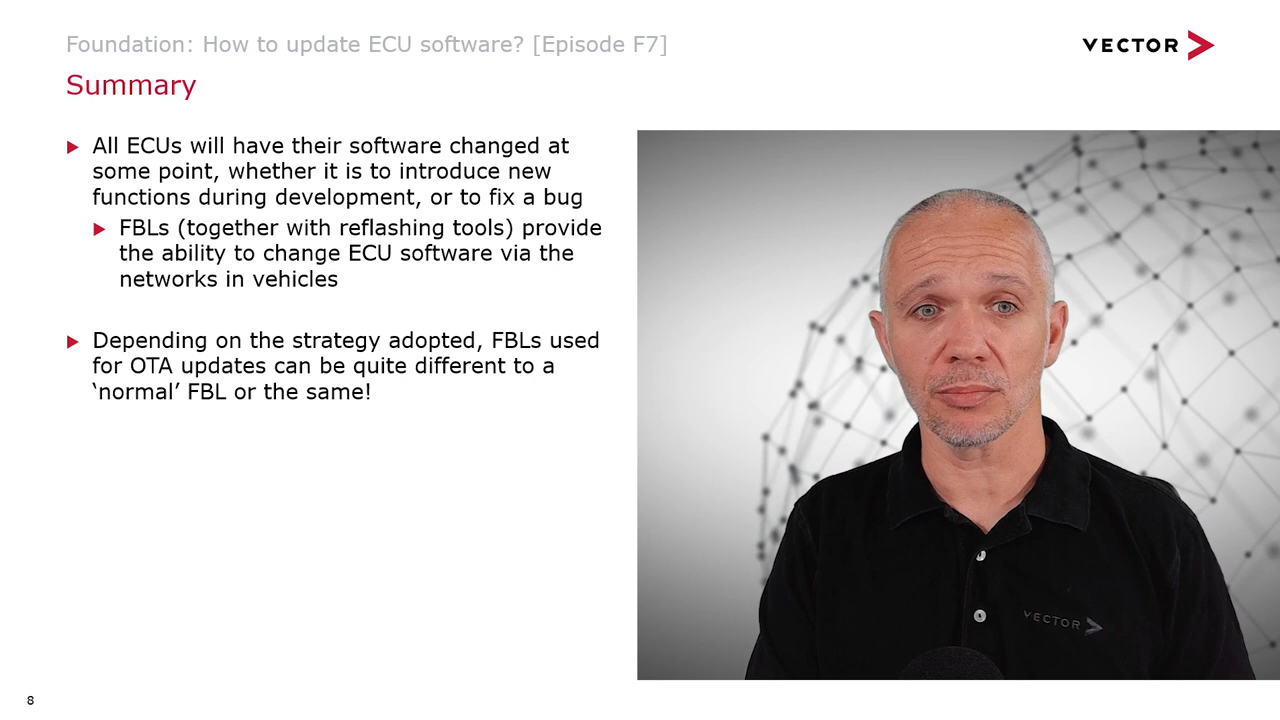 Foundation: How to update ECU software? [Episode F7]
VECTOR
Summary
All ECUs will have their software changed at
some point, whether it is to introduce new
functions during development, or to fix a bug
FBLs (together with reflashing tools) provide
the ability to change ECU software via the
networks in vehicles
Depending on the strategy adopted, FBLs used
for OTA updates can be quite different to a
‘normal’ FBL or the same!
VECTOR
8